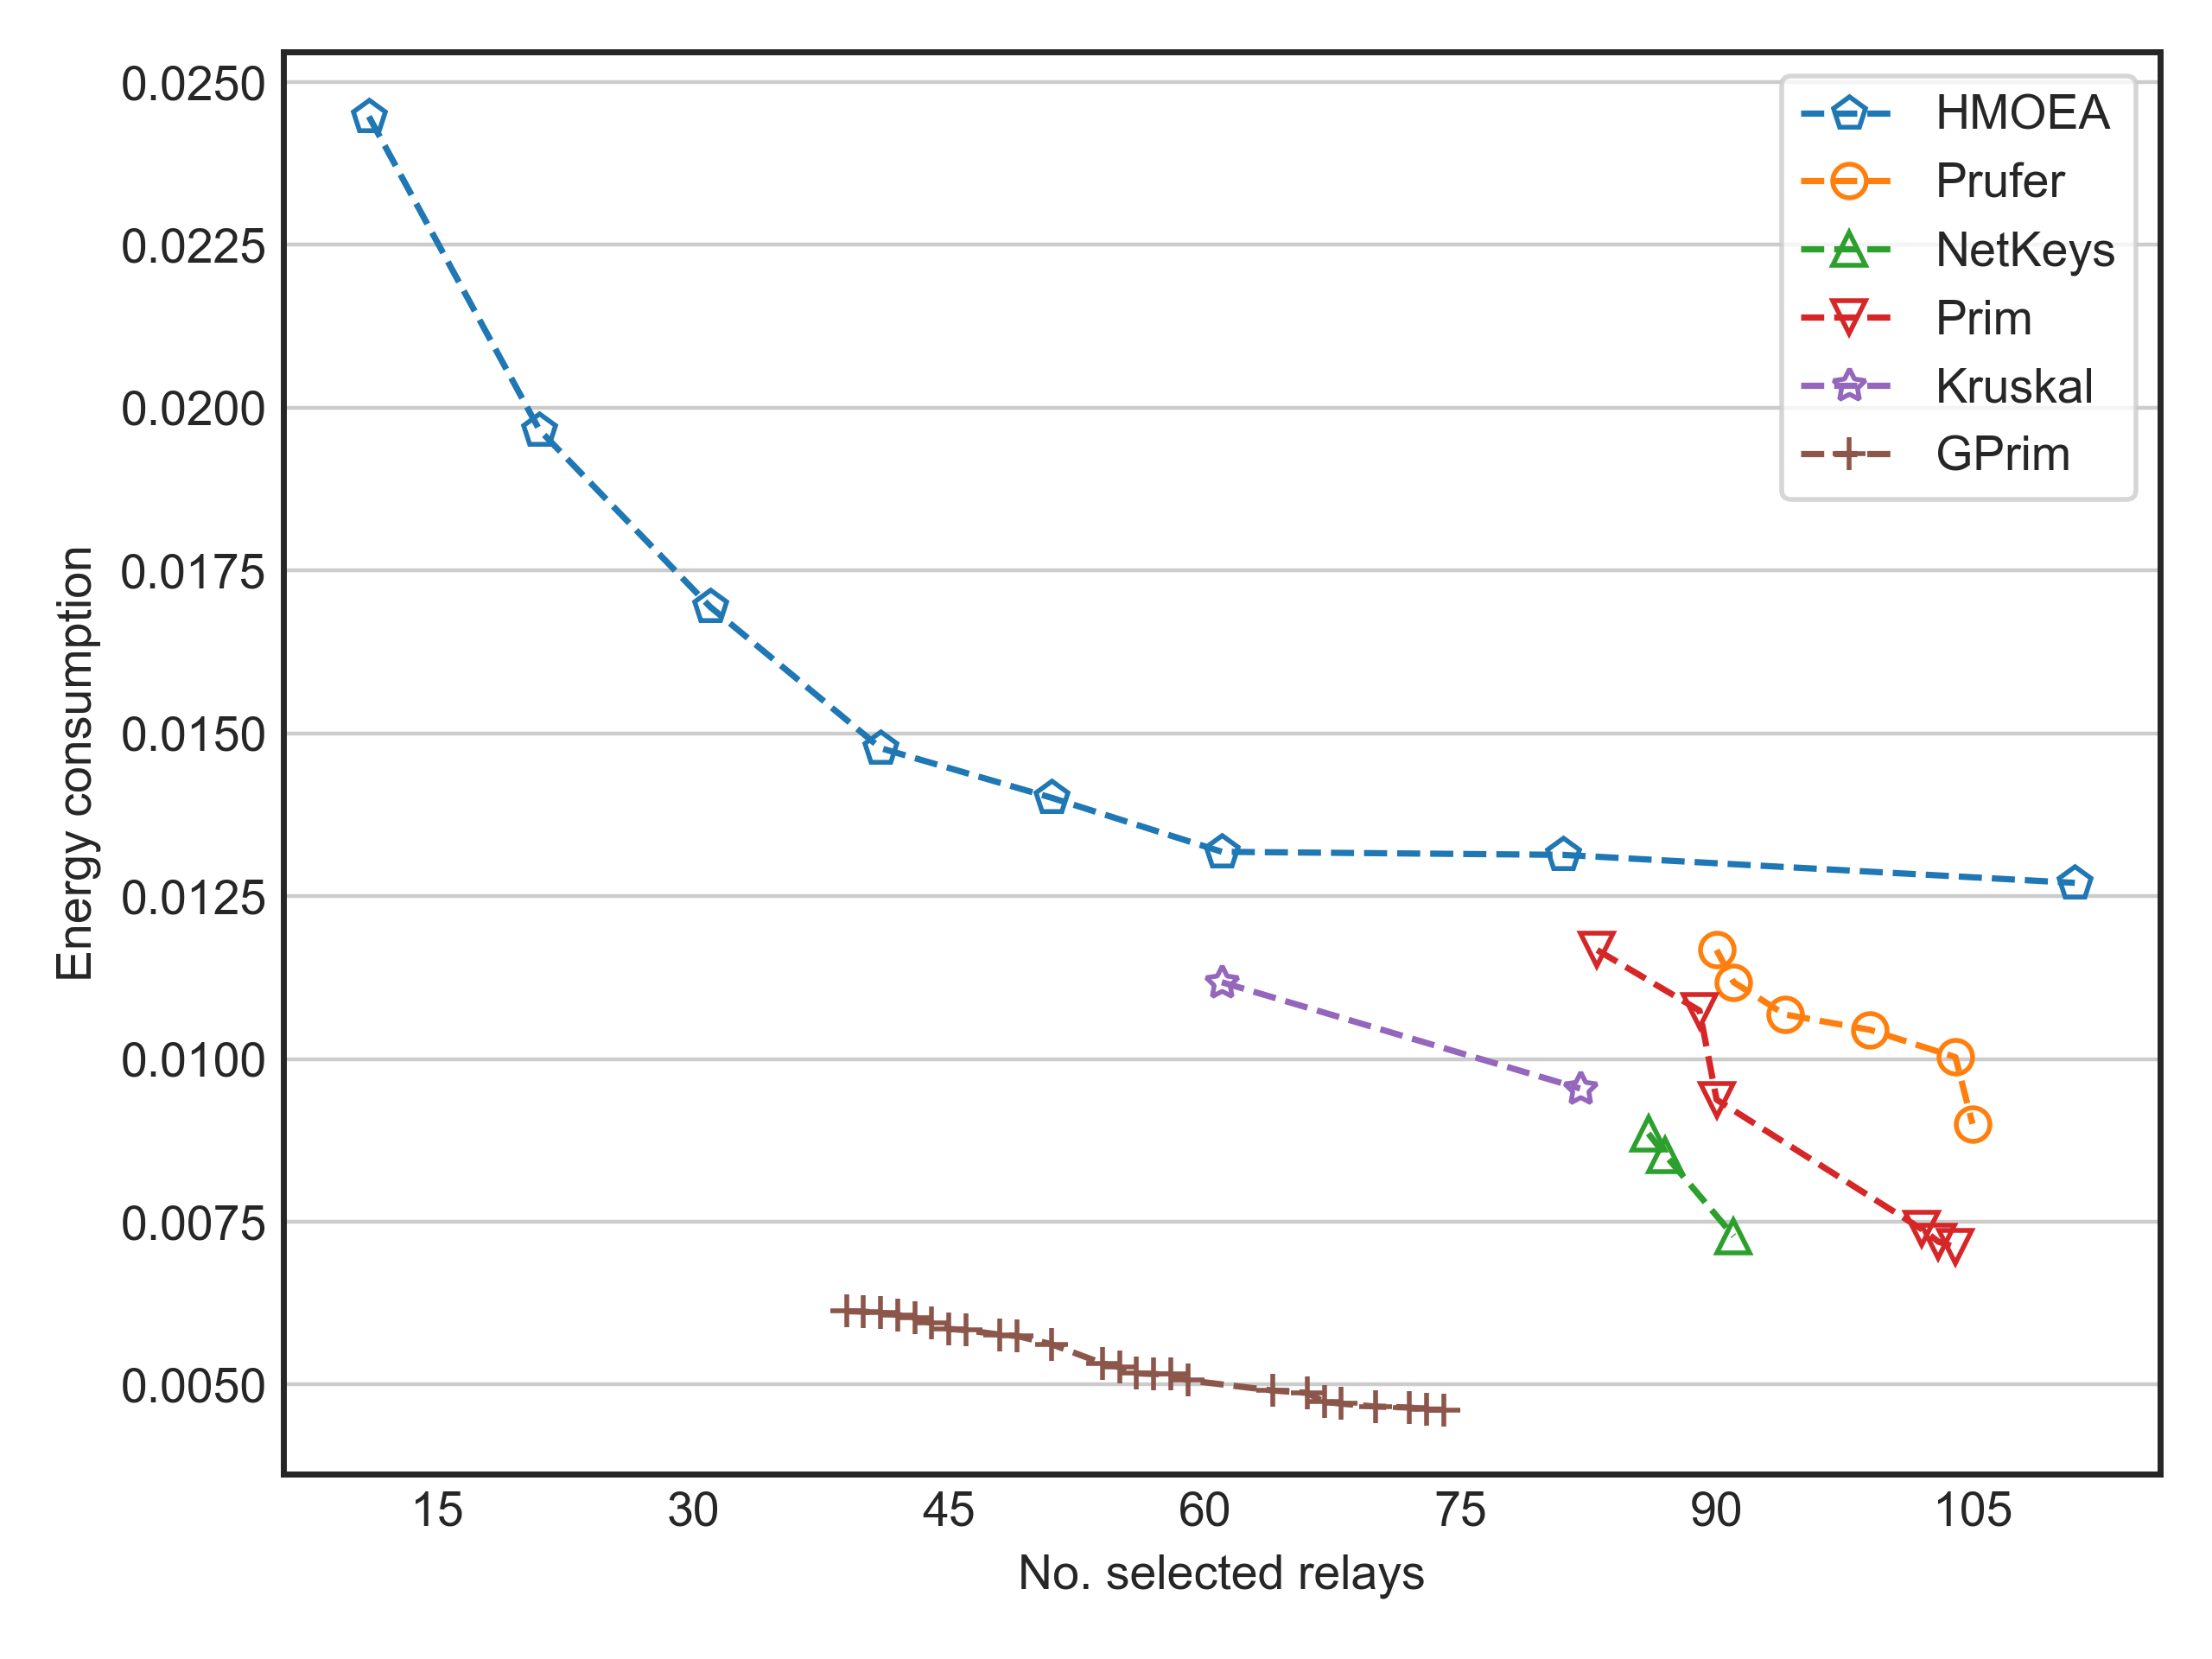 0.0250
0.0225
0.0200
0.0175
0.0150
0.0125
0.0100
0.0075
0.0050
Energy consumption
15 30 45 60 75 90 105
No. selected relays
HMOEA
Prufer
NetKeys
Prim
Kruskal
GPrim